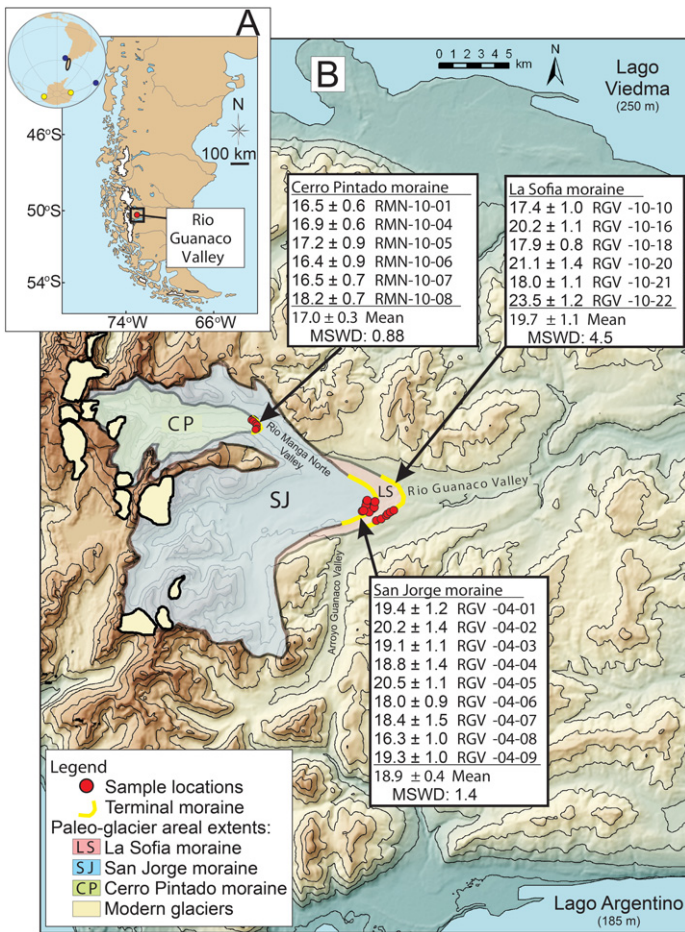 A
46°S
50°S
54°S
74°W
66°W
N
100 km
Rio
Guanaco
Valley
B
0 1 2 3 4 5
km
N
Lago
Viedma
(250 m)
Cerro Pintado moraine
16.5 ± 0.6 RMN-10-01
16.9 ± 0.6 RMN-10-04
17.2 ± 0.9 RMN-10-05
16.4 ± 0.9 RMN-10-06
16.5 ± 0.7 RMN-10-07
18.2 ± 0.7 RMN-10-08
17.0 ± 0.3 Mean
MSWD: 0.88
La Sofia moraine
17.4 ± 1.0 RGV -10-10
20.2 ± 1.1 RGV -10-16
17.9 ± 0.8 RGV -10-18
21.1 ± 1.4 RGV -10-20
18.0 ± 1.1 RGV -10-21
23.5 ± 1.2 RGV -10-22
19.7 ± 1.1 Mean
MSWD: 4.5
CP
Rio Manga Norte
Valley
SJ
LS
Rio Guanaco Valley
Arroyo Guanaco Valley
San Jorge moraine
19.4 ± 1.2 RGV -04-01
20.2 ± 1.4 RGV -04-02
19.1 ± 1.1 RGV -04-03
18.8 ± 1.4 RGV -04-04
20.5 ± 1.1 RGV -04-05
18.0 ± 0.9 RGV -04-06
18.4 ± 1.5 RGV -04-07
16.3 ± 1.0 RGV -04-08
19.3 ± 1.0 RGV -04-09
18.9 ± 0.4 Mean
MSWD: 1.4
Legend
Sample locations
Terminal moraine
Paleo-glacier areal extents:
LS La Sofia moraine
SJ San Jorge moraine
CP Cerro Pintado moraine
Modern glaciers
Lago Argentino
(185 m)